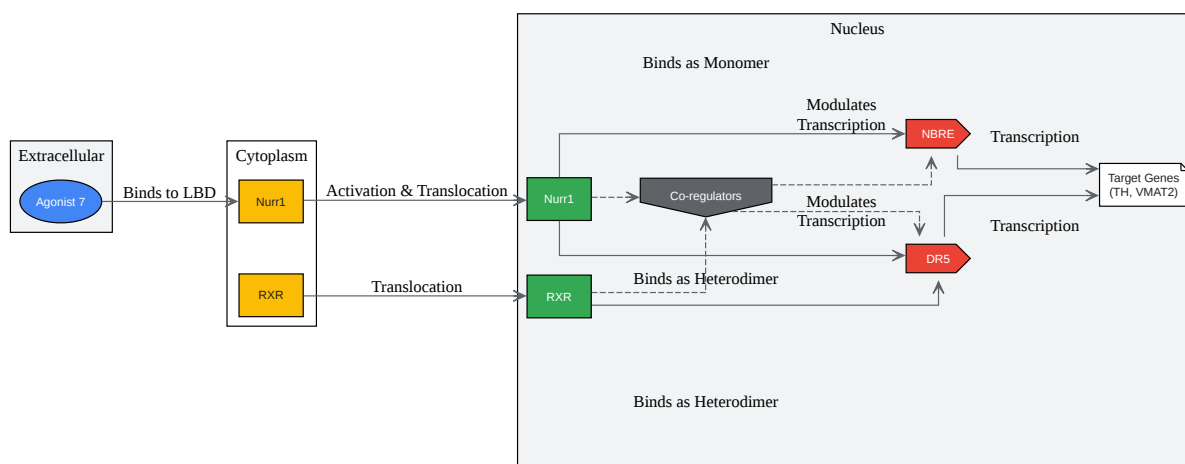 Nucleus
Binds as Monomer
Modulates
Transcription
NBRE
Transcription
Extracellular
Cytoplasm
Agonist 7
Binds to LBD
Nurr1
Activation & Translocation
Nurr1
Co-regulators
Target Genes
(TH, VMAT2)
Modulates
Transcription
Transcription
DR5
Binds as Heterodimer
RXR
Translocation
RXR
Binds as Heterodimer